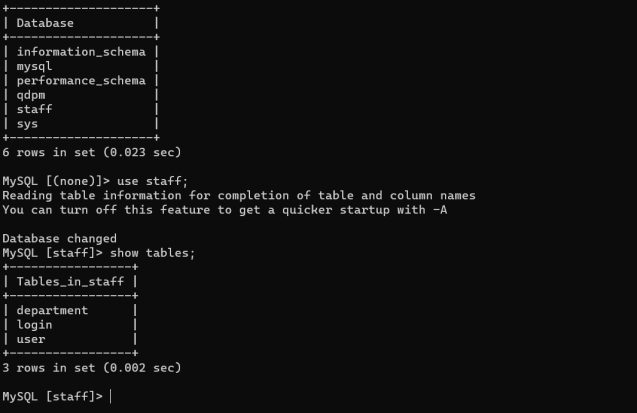 +--------------------+
| Database           |
+--------------------+
| information_schema |
| mysql              |
| performance_schema |
| qdpm               |
| staff              |
| sys                |
+--------------------+
6 rows in set (0.023 sec)
MySQL [(none)]> use staff;
Reading table information for completion of table and column names
You can turn off this feature to get a quicker startup with -A
Database changed
MySQL [staff]> show tables;
+-----------------+
| Tables_in_staff |
+-----------------+
| department      |
| login           |
| user            |
+-----------------+
3 rows in set (0.002 sec)
MySQL [staff]>